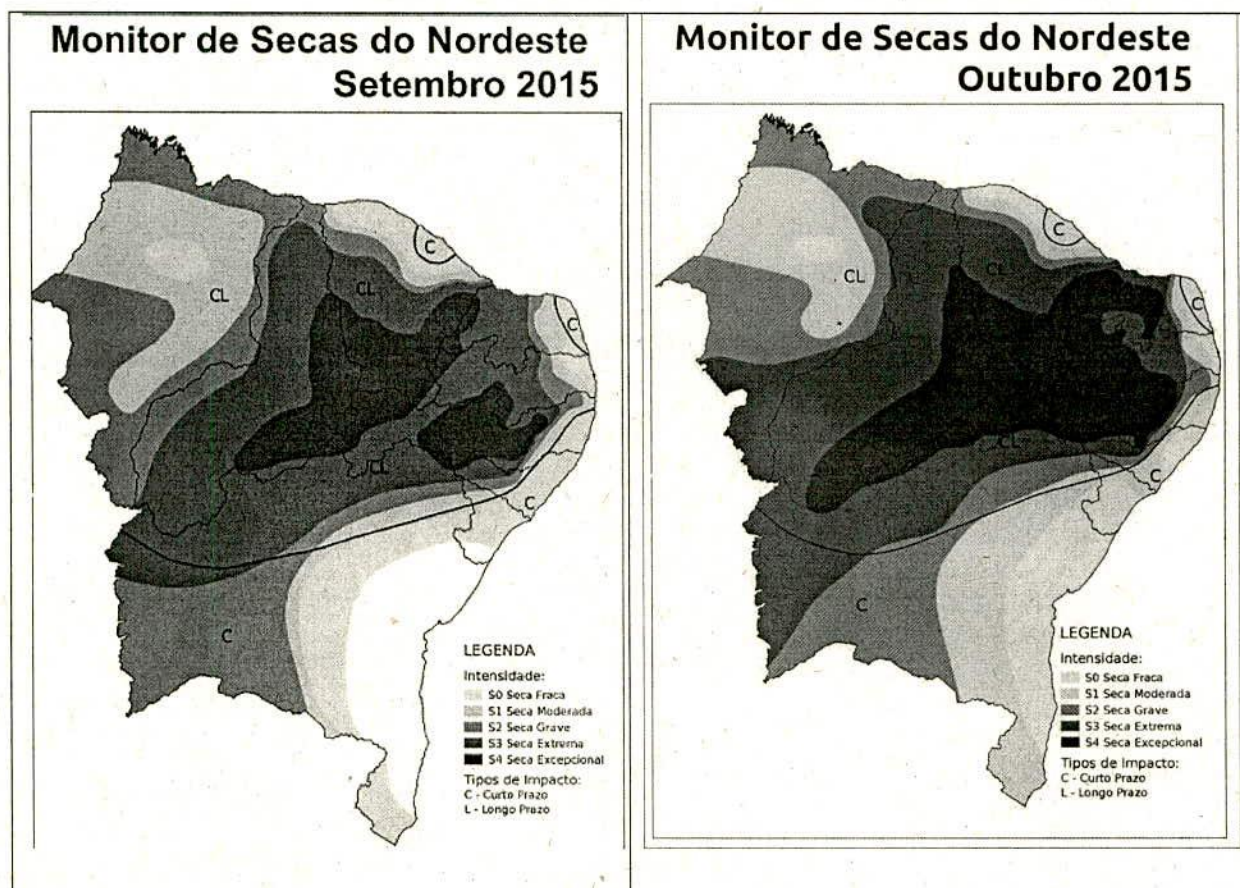 Monitor de Secas do Nordeste
Setembro 2015
C
CL
CL
C
CL
C
C
LEGENDA
Intensidade:
S0 Seca Fraca
S1 Seca Moderada
S2 Seca Grave
S3 Seca Extrema
S4 Seca Excepcional
Tipos de Impacto:
C - Curto Prazo
L - Longo Prazo
Monitor de Secas do Nordeste
Outubro 2015
C
CL
CL
C
CL
C
C
LEGENDA
Intensidade:
S0 Seca Fraca
S1 Seca Moderada
S2 Seca Grave
S3 Seca Extrema
S4 Seca Excepcional
Tipos de Impacto:
C - Curto Prazo
L - Longo Prazo